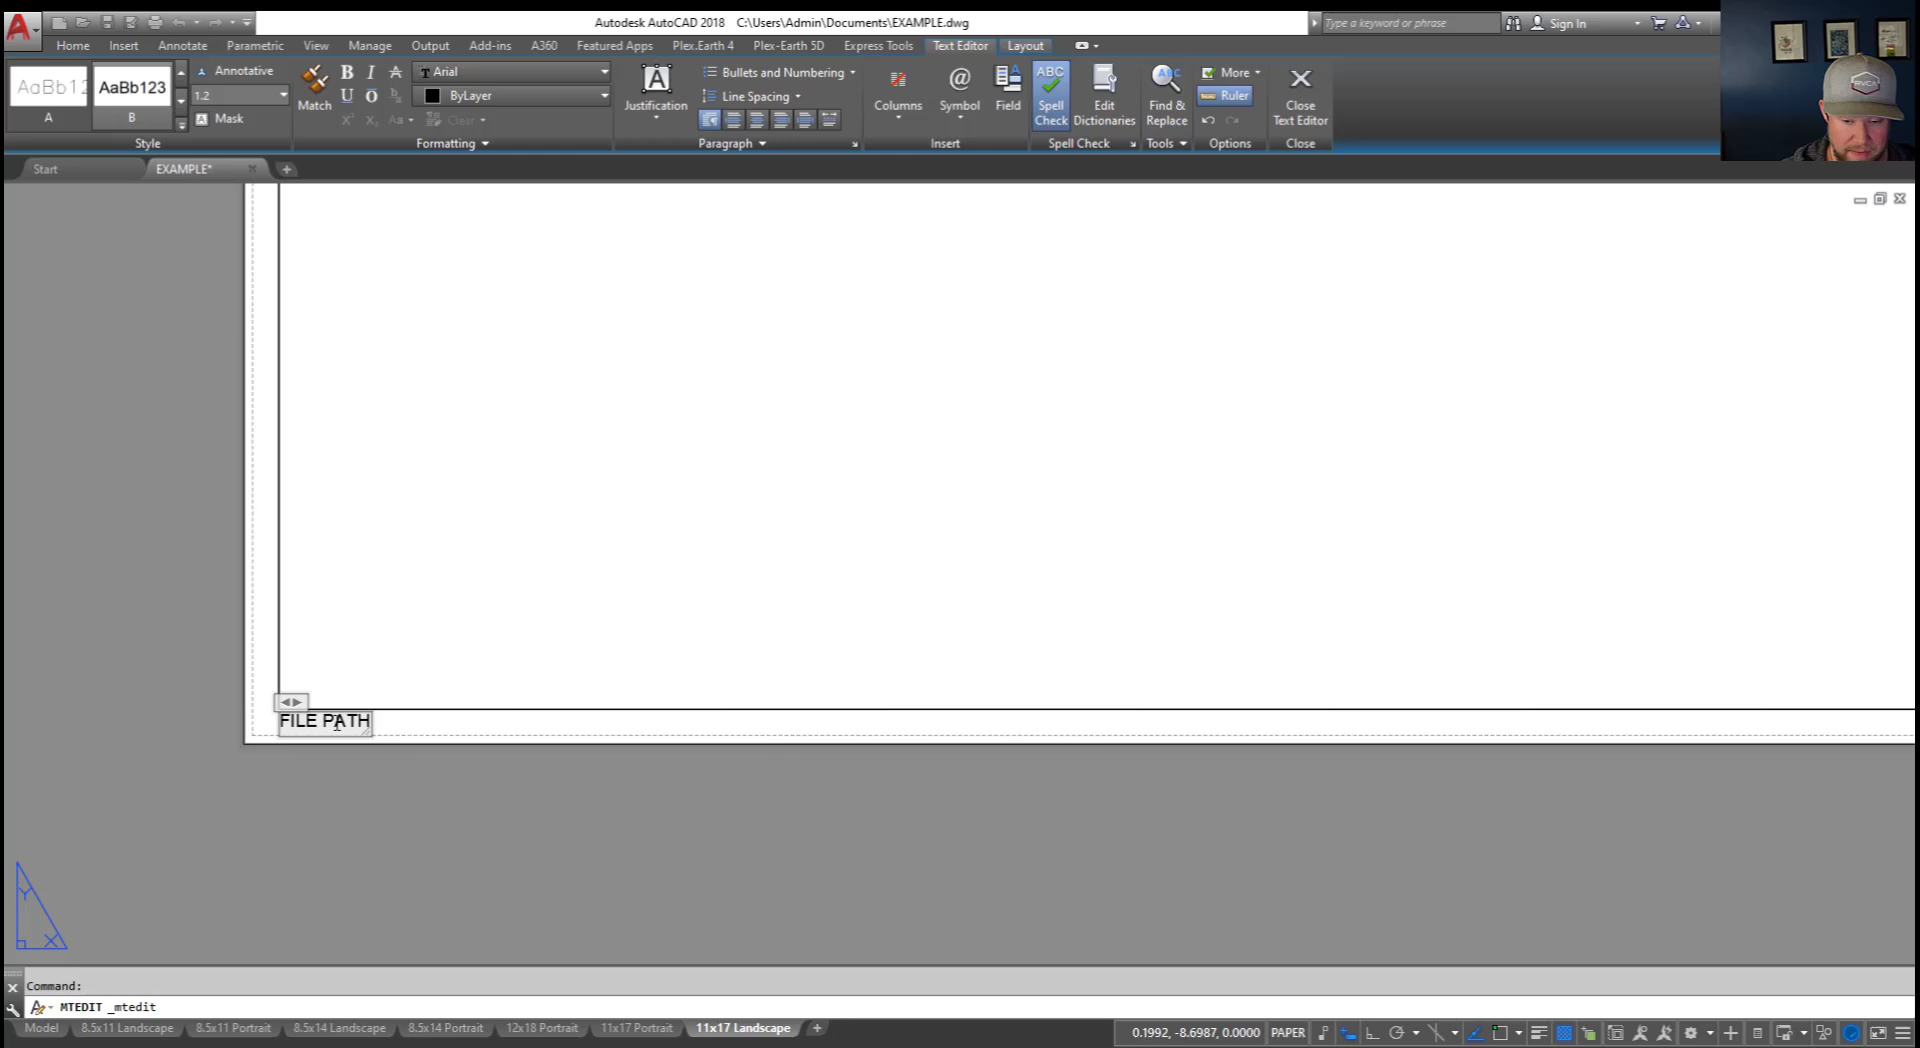 Autodesk AutoCAD 2018 C:\Users\Admin\Documents\EXAMPLE.dwg
Type a keyword or phrase
Sign In
Home Insert Annotate Parametric View Manage Output Add-ins A360 Featured Apps Plex.Earth 4 Plex-Earth 5D Express Tools Text Editor Layout
AaBb12 AaBb123
A B
Annotative
1.2
Mask
Style
Match
B I A
U O
Arial
ByLayer
Aa Clear
Formatting
Justification
Bullets and Numbering
Line Spacing
Paragraph
Columns
Symbol
Field
Insert
ABC
Spell Check
Edit Dictionaries
Spell Check
ABC
Find & Replace
Tools
More
Ruler
Options
Close Text Editor
Close
RVCA
Start
EXAMPLE*
FILE PATH
Y
X
Command:
MTEDIT _mtedit
Model 8.5x11 Landscape 8.5x11 Portrait 8.5x14 Landscape 8.5x14 Portrait 12x18 Portrait 11x17 Portrait 11x17 Landscape
0.1992, -8.6987, 0.0000 PAPER